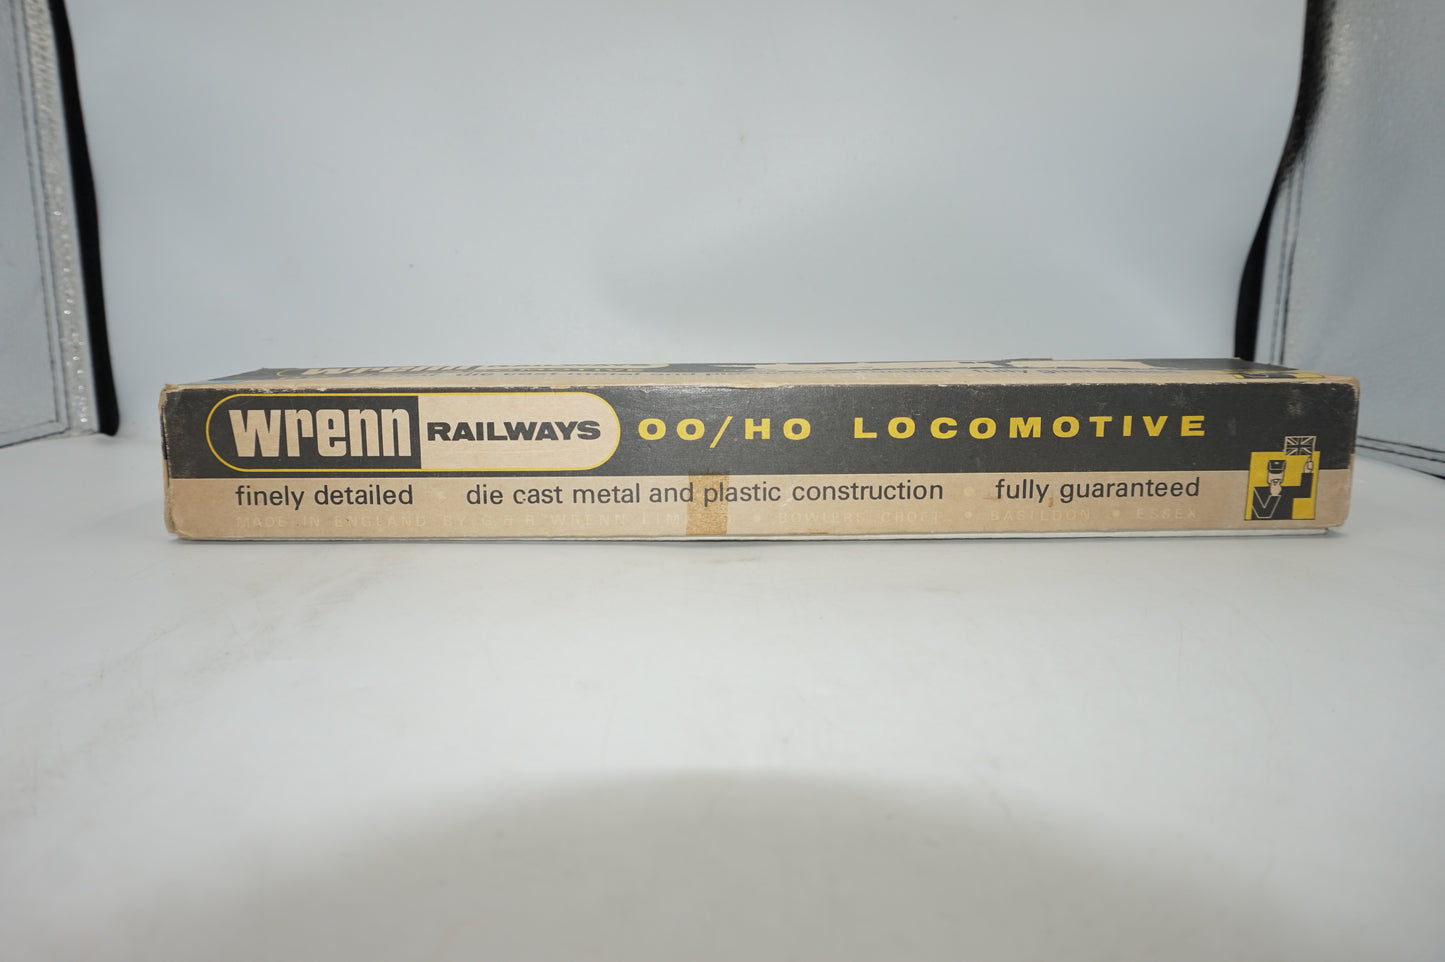 wrenn RAILWAYS OO/HO LOCOMOTIVE
finely detailed • die cast metal and plastic construction • fully guaranteed
MADE IN ENGLAND BY G & R WRENN LIM • BOWLERS CROFT • BASILDON • ESSEX